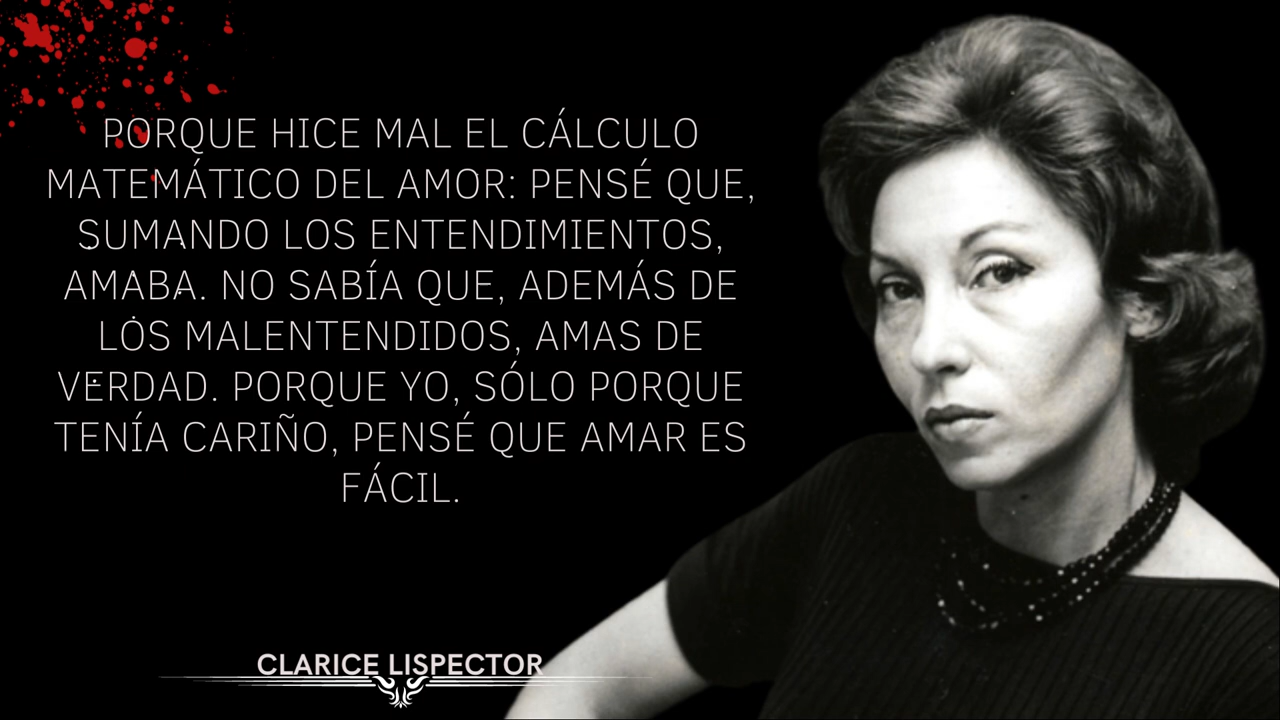 PORQUE HICE MAL EL CÁLCULO
MATEMÁTICO DEL AMOR: PENSÉ QUE,
SUMANDO LOS ENTENDIMIENTOS,
AMABA. NO SABÍA QUE, ADEMÁS DE
LOS MALENTENDIDOS, AMAS DE
VERDAD. PORQUE YO, SÓLO PORQUE
TENÍA CARIÑO, PENSÉ QUE AMAR ES
FÁCIL.
CLARICE LISPECTOR